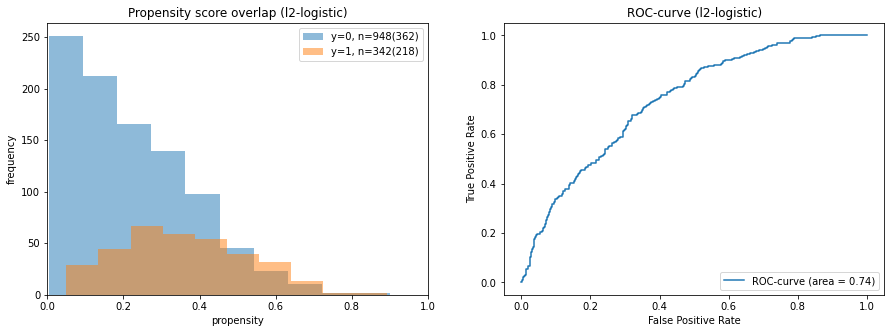 Propensity score overlap (l2-logistic)
y=0, n=948(362)
y=1, n=342(218)
250
200
150
100
50
0
frequency
0.0
0.2
0.4
0.6
0.8
1.0
propensity
ROC-curve (l2-logistic)
1.0
0.8
0.6
0.4
0.2
0.0
True Positive Rate
ROC-curve (area = 0.74)
0.0
0.2
0.4
0.6
0.8
1.0
False Positive Rate